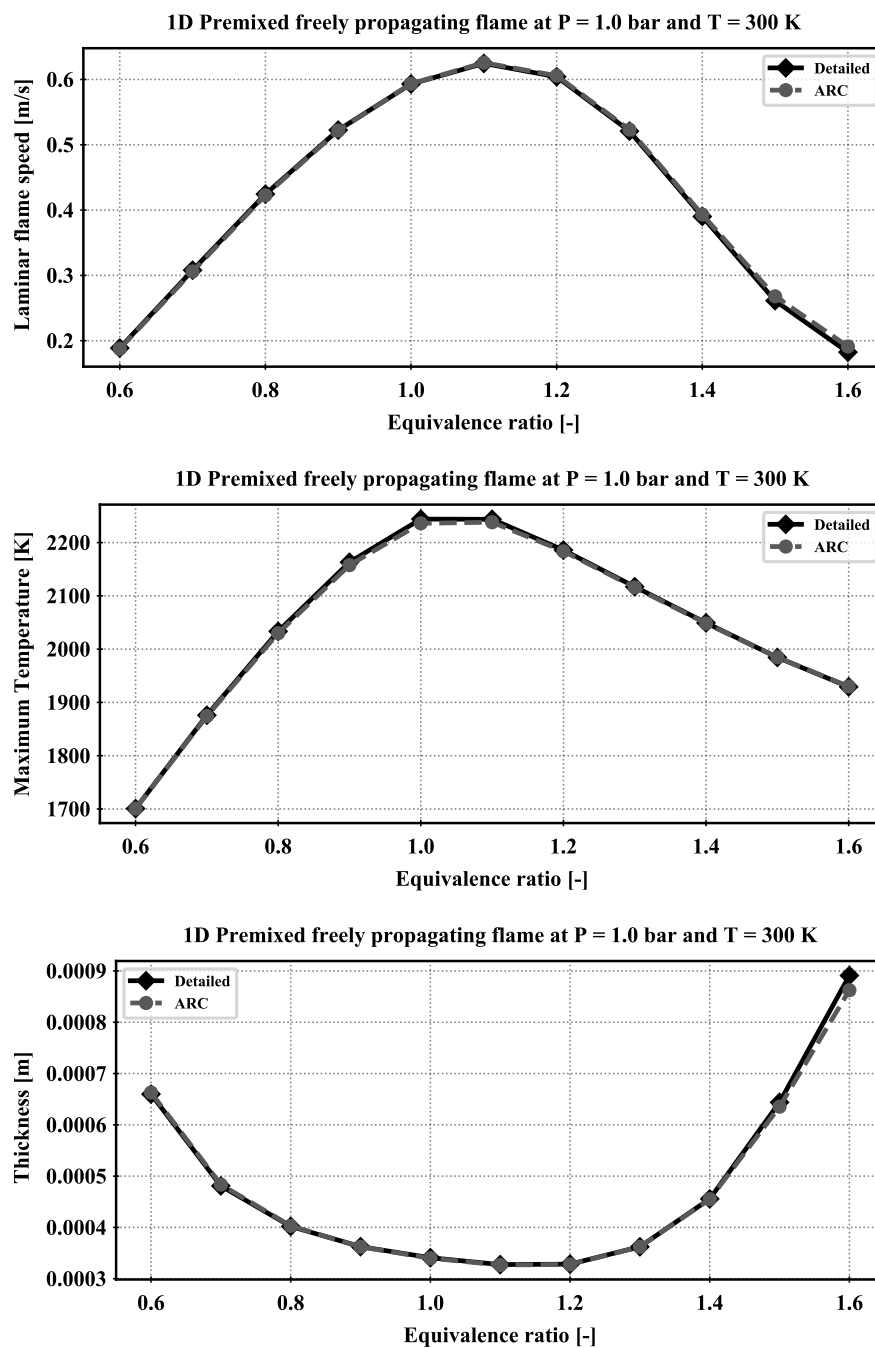 1D Premixed freely propagating flame at P = 1.0 bar and T = 300 K
Laminar flame speed [m/s]
0.6
0.5
0.4
0.3
0.2
Detailed
ARC
0.6 0.8 1.0 1.2 1.4 1.6
Equivalence ratio [-]
1D Premixed freely propagating flame at P = 1.0 bar and T = 300 K
Maximum Temperature [K]
2200
2100
2000
1900
1800
1700
Detailed
ARC
0.6 0.8 1.0 1.2 1.4 1.6
Equivalence ratio [-]
1D Premixed freely propagating flame at P = 1.0 bar and T = 300 K
Thickness [m]
0.0009
0.0008
0.0007
0.0006
0.0005
0.0004
0.0003
Detailed
ARC
0.6 0.8 1.0 1.2 1.4 1.6
Equivalence ratio [-]